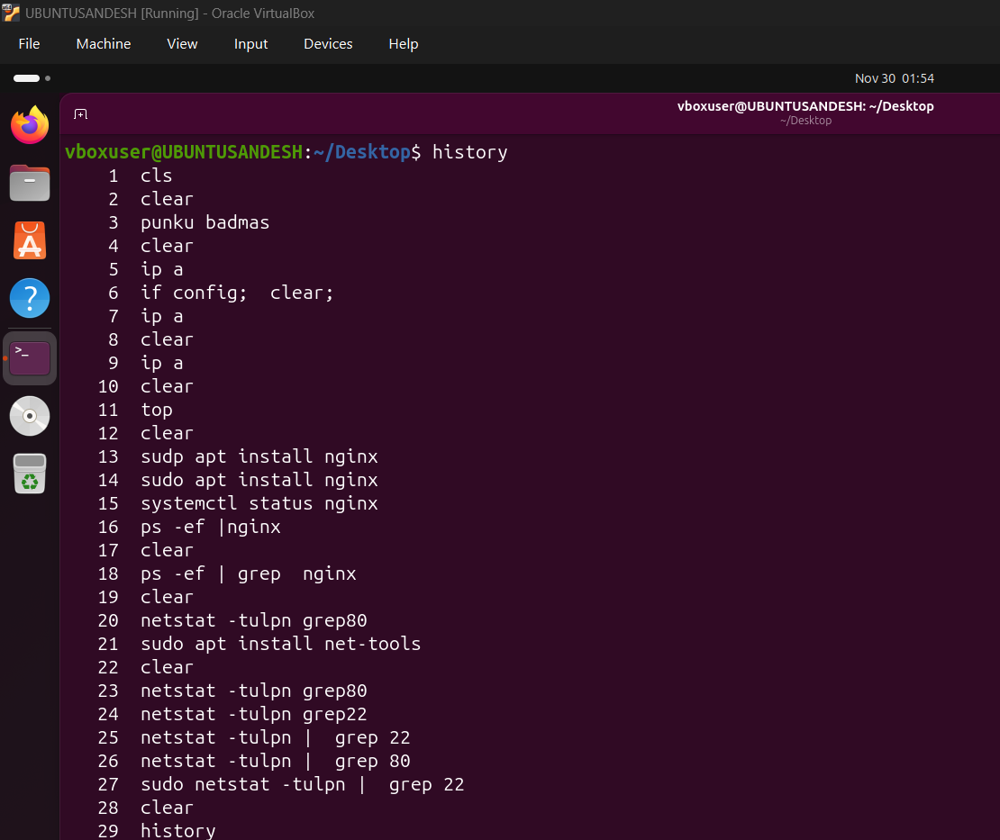 UBUNTUSANDESH [Running] - Oracle VirtualBox
File Machine View Input Devices Help
Nov 30 01:54
vboxuser@UBUNTUSANDESH: ~/Desktop
~/Desktop
vboxuser@UBUNTUSANDESH:~/Desktop$ history
1 cls
2 clear
3 punku badmas
4 clear
5 ip a
6 if config;  clear;
7 ip a
8 clear
9 ip a
10 clear
11 top
12 clear
13 sudp apt install nginx
14 sudo apt install nginx
15 systemctl status nginx
16 ps -ef |nginx
17 clear
18 ps -ef | grep  nginx
19 clear
20 netstat -tulpn grep80
21 sudo apt install net-tools
22 clear
23 netstat -tulpn grep80
24 netstat -tulpn grep22
25 netstat -tulpn |  grep 22
26 netstat -tulpn |  grep 80
27 sudo netstat -tulpn |  grep 22
28 clear
29 history